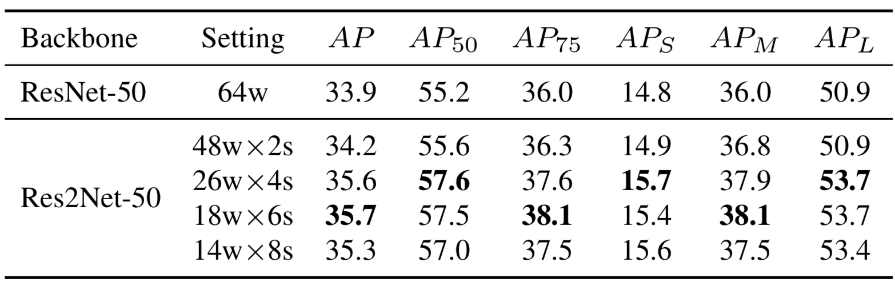 Backbone Setting AP AP50 AP75 APS APM APL
ResNet-50 64w 33.9 55.2 36.0 14.8 36.0 50.9
Res2Net-50
48w×2s 34.2 55.6 36.3 14.9 36.8 50.9
26w×4s 35.6 57.6 37.6 15.7 37.9 53.7
18w×6s 35.7 57.5 38.1 15.4 38.1 53.7
14w×8s 35.3 57.0 37.5 15.6 37.5 53.4